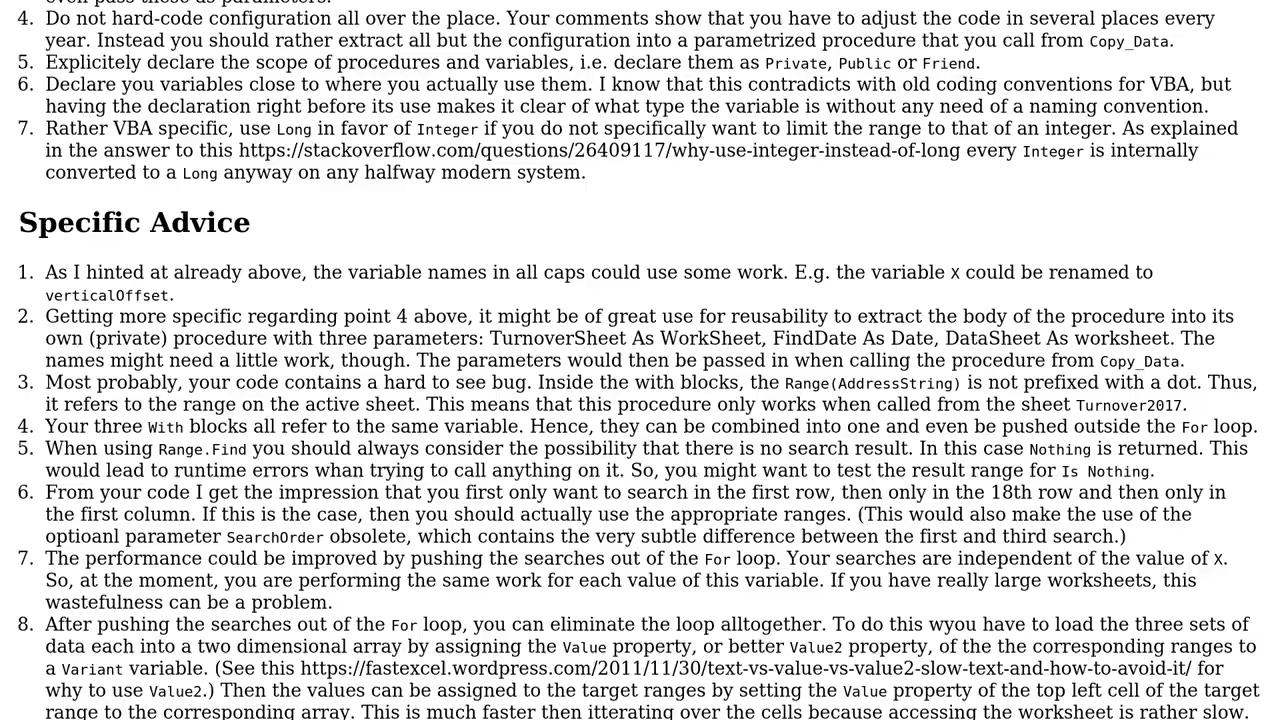 4. Do not hard-code configuration all over the place. Your comments show that you have to adjust the code in several places every
year. Instead you should rather extract all but the configuration into a parametrized procedure that you call from Copy_Data.
5. Explicitely declare the scope of procedures and variables, i.e. declare them as Private, Public or Friend.
6. Declare you variables close to where you actually use them. I know that this contradicts with old coding conventions for VBA, but
having the declaration right before its use makes it clear of what type the variable is without any need of a naming convention.
7. Rather VBA specific, use Long in favor of Integer if you do not specifically want to limit the range to that of an integer. As explained
in the answer to this https://stackoverflow.com/questions/26409117/why-use-integer-instead-of-long every Integer is internally
converted to a Long anyway on any halfway modern system.
Specific Advice
1. As I hinted at already above, the variable names in all caps could use some work. E.g. the variable X could be renamed to
verticalOffset.
2. Getting more specific regarding point 4 above, it might be of great use for reusability to extract the body of the procedure into its
own (private) procedure with three parameters: TurnoverSheet As WorkSheet, FindDate As Date, DataSheet As worksheet. The
names might need a little work, though. The parameters would then be passed in when calling the procedure from Copy_Data.
3. Most probably, your code contains a hard to see bug. Inside the with blocks, the Range(AddressString) is not prefixed with a dot. Thus,
it refers to the range on the active sheet. This means that this procedure only works when called from the sheet Turnover2017.
4. Your three With blocks all refer to the same variable. Hence, they can be combined into one and even be pushed outside the For loop.
5. When using Range.Find you should always consider the possibility that there is no search result. In this case Nothing is returned. This
would lead to runtime errors whan trying to call anything on it. So, you might want to test the result range for Is Nothing.
6. From your code I get the impression that you first only want to search in the first row, then only in the 18th row and then only in
the first column. If this is the case, then you should actually use the appropriate ranges. (This would also make the use of the
optioanl parameter SearchOrder obsolete, which contains the very subtle difference between the first and third search.)
7. The performance could be improved by pushing the searches out of the For loop. Your searches are independent of the value of X.
So, at the moment, you are performing the same work for each value of this variable. If you have really large worksheets, this
wastefulness can be a problem.
8. After pushing the searches out of the For loop, you can eliminate the loop alltogether. To do this wyou have to load the three sets of
data each into a two dimensional array by assigning the Value property, or better Value2 property, of the the corresponding ranges to
a Variant variable. (See this https://fastexcel.wordpress.com/2011/11/30/text-vs-value-vs-value2-slow-text-and-how-to-avoid-it/ for
why to use Value2.) Then the values can be assigned to the target ranges by setting the Value property of the top left cell of the target
range to the corresponding array. This is much faster then itterating over the cells because accessing the worksheet is rather slow.